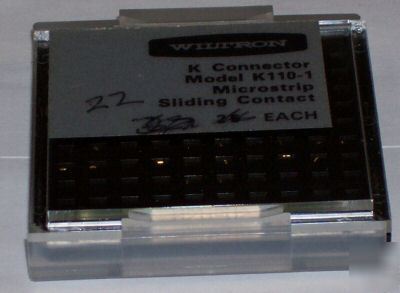 WILTRON
K Connector
Model K110-1
Microstrip
22 Sliding Contact
EACH